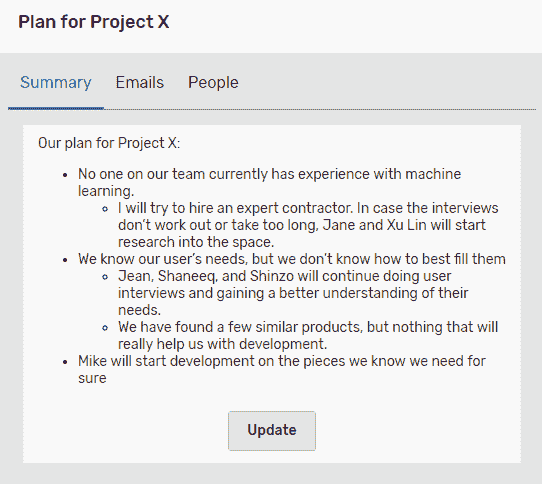 Plan for Project X
Summary Emails People
Our plan for Project X:
No one on our team currently has experience with machine
learning.
I will try to hire an expert contractor. In case the interviews
don’t work out or take too long, Jane and Xu Lin will start
research into the space.
We know our user’s needs, but we don’t know how to best fill them
Jean, Shaneeq, and Shinzo will continue doing user
interviews and gaining a better understanding of their
needs.
We have found a few similar products, but nothing that will
really help us with development.
Mike will start development on the pieces we know we need for
sure
Update